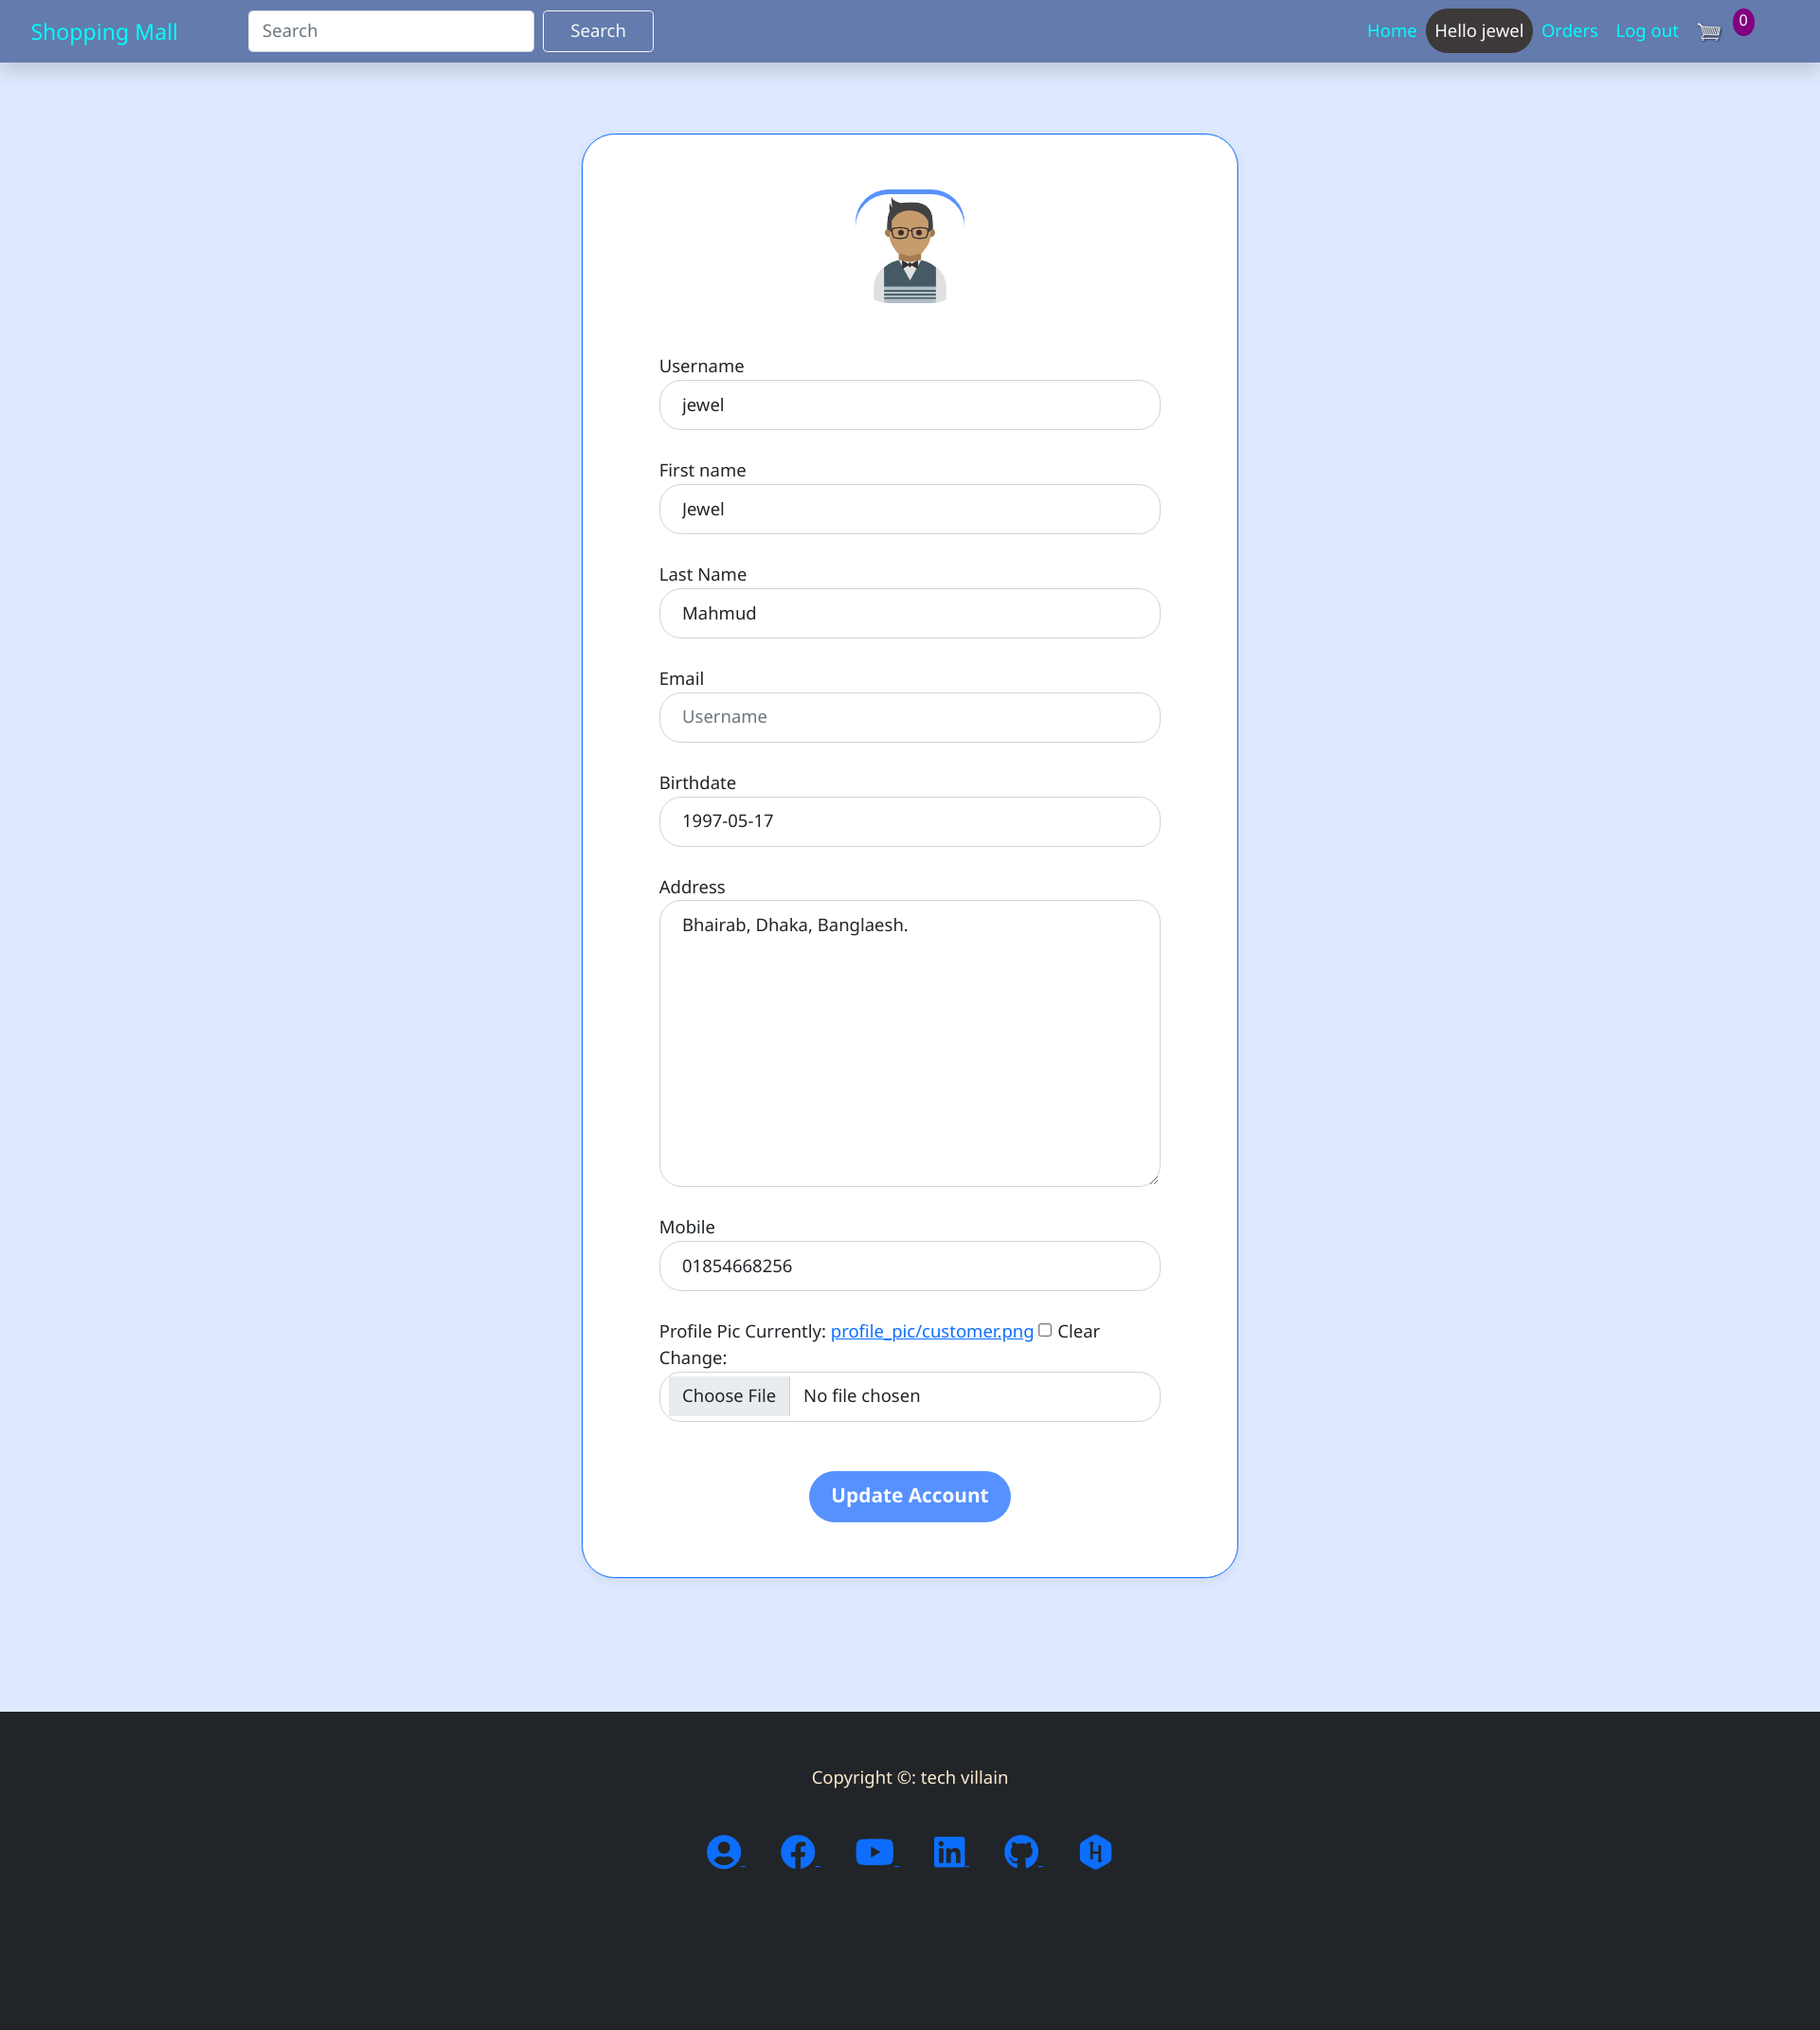 Shopping Mall Search Search Home Hello jewel Orders Log out 0
Username
jewel
First name
Jewel
Last Name
Mahmud
Email
Username
Birthdate
1997-05-17
Address
Bhairab, Dhaka, Banglaesh.
Mobile
01854668256
Profile Pic Currently: profile_pic/customer.png Clear
Change:
Choose File No file chosen
Update Account
Copyright ©: tech villain